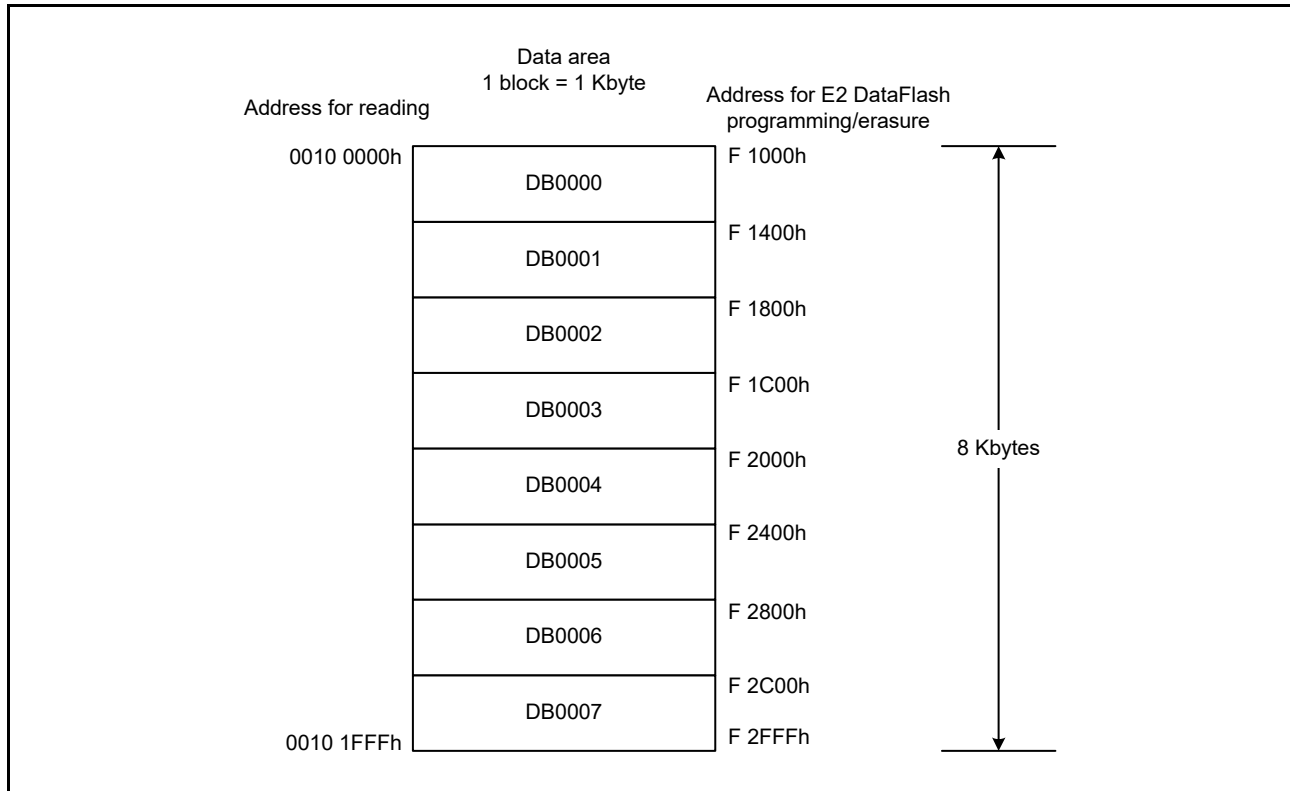 Data area
1 block = 1 Kbyte
Address for reading
Address for E2 DataFlash
programming/erasure
0010 0000h
F 1000h
DB0000
F 1400h
DB0001
F 1800h
DB0002
F 1C00h
DB0003
8 Kbytes
F 2000h
DB0004
F 2400h
DB0005
F 2800h
DB0006
F 2C00h
DB0007
0010 1FFFh
F 2FFFh